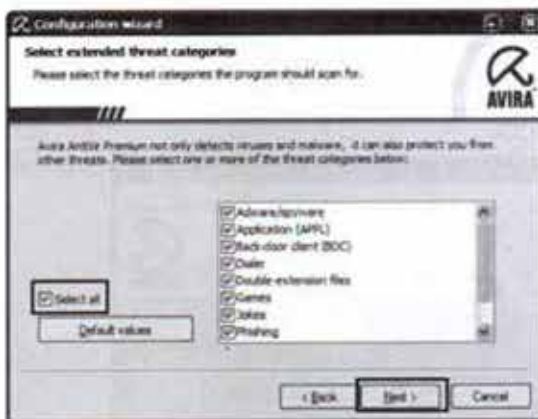 Configuration wizard
Select extended threat categories
Please select the threat categories the program should scan for.
AVIRA
Avira AntiVir Premium not only detects viruses and malware, it can also protect you from
other threats. Please select one or more of the threat categories below:
Adware/spyware
Application (APPL)
Back-door client (BDC)
Dialer
Double-extension files
Games
Jokes
Phishing
Select all
Default values
< Back
Next >
Cancel